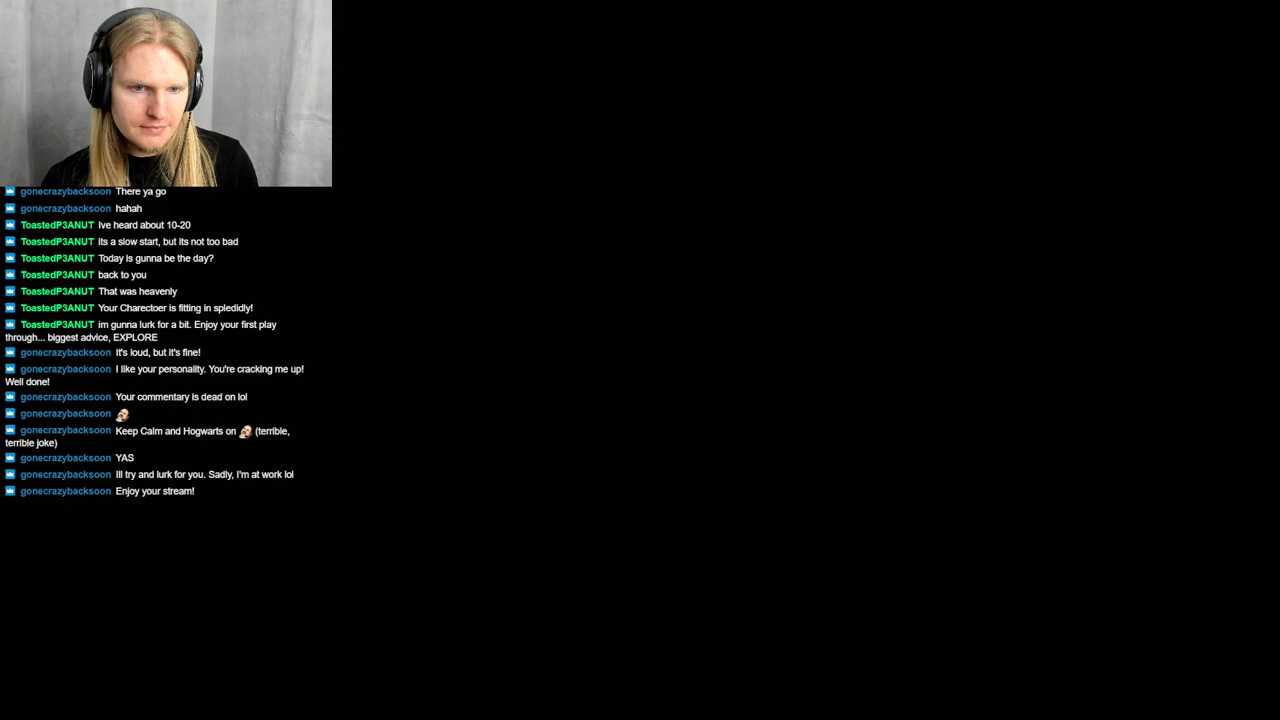 gonecrazybacksoon There ya go
gonecrazybacksoon hahah
ToastedP3ANUT Ive heard about 10-20
ToastedP3ANUT its a slow start, but its not too bad
ToastedP3ANUT Today is gunna be the day?
ToastedP3ANUT back to you
ToastedP3ANUT That was heavenly
ToastedP3ANUT Your Charectoer is fitting in spledidly!
ToastedP3ANUT im gunna lurk for a bit. Enjoy your first play
through... biggest advice, EXPLORE
gonecrazybacksoon It's loud, but it's fine!
gonecrazybacksoon I like your personality. You're cracking me up!
Well done!
gonecrazybacksoon Your commentary is dead on lol
gonecrazybacksoon
gonecrazybacksoon Keep Calm and Hogwarts on (terrible,
terrible joke)
gonecrazybacksoon YAS
gonecrazybacksoon Ill try and lurk for you. Sadly, I'm at work lol
gonecrazybacksoon Enjoy your stream!